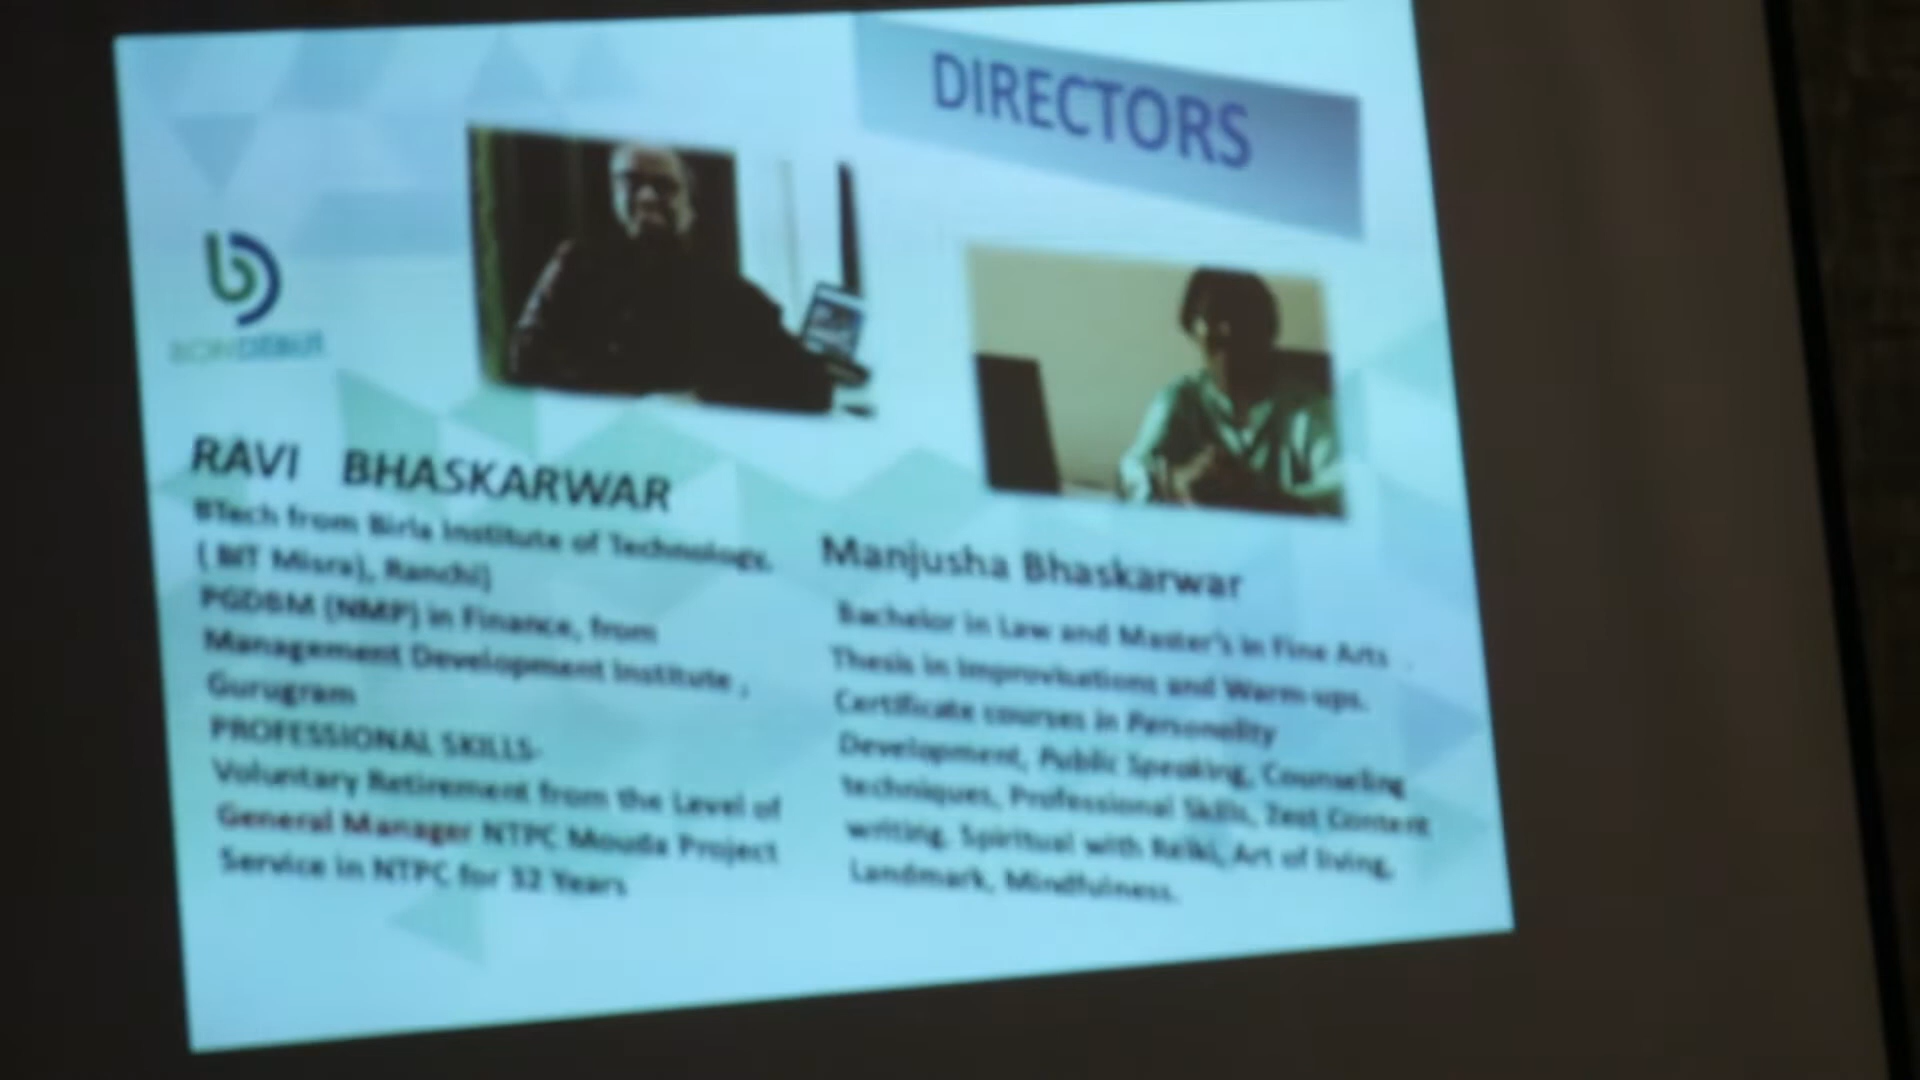 DIRECTORS
BONDEBUT
RAVI BHASKARWAR
BTech from Birla Institute of Technology,
( BIT Misra), Ranchi)
PGDBM (NMP) in Finance, from
Management Development Institute ,
Gurugram
PROFESSIONAL SKILLS-
Voluntary Retirement from the Level of
General Manager NTPC Mouda Project
Service in NTPC for 32 Years
Manjusha Bhaskarwar
Bachelor in Law and Master's in Fine Arts .
Thesis in Improvisations and Warm-ups.
Certificate courses in Personality
Development, Public Speaking, Counseling
techniques, Professional Skills, Zest Content
writing. Spiritual with Reiki, Art of living,
Landmark, Mindfulness.